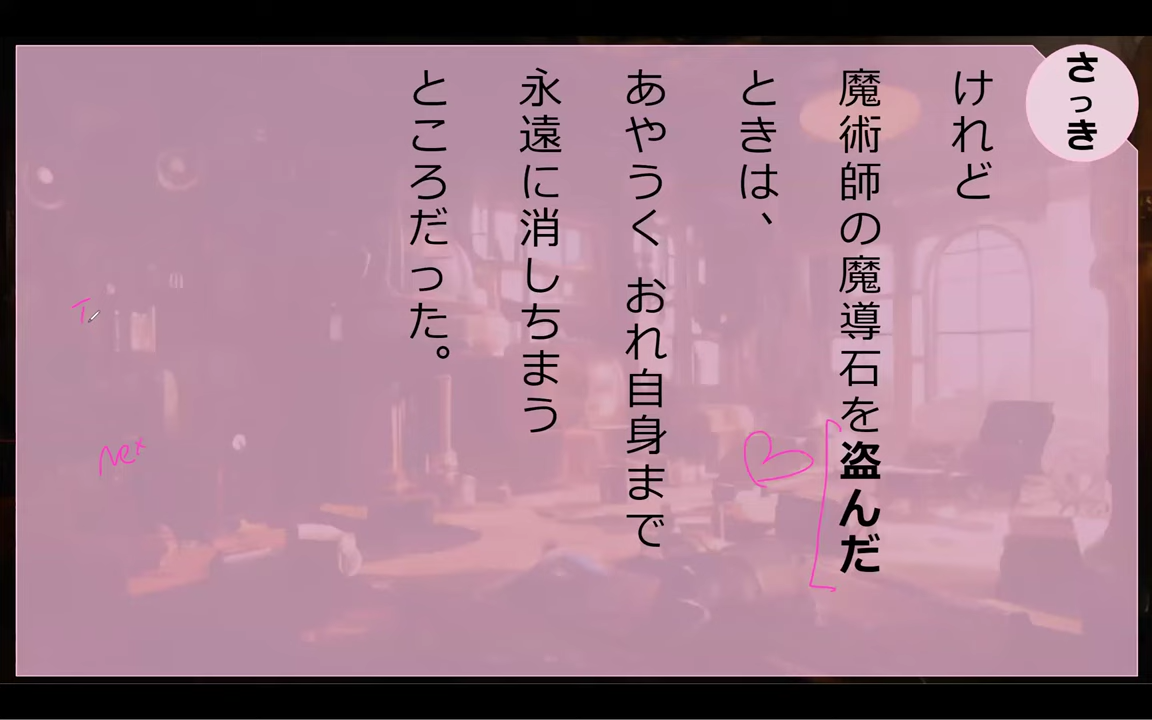 さっき
けれど
魔術師の魔導石を盗んだ
ときは、
あやうく おれ自身まで
永遠に消しちまう
ところだった。
T
Nex